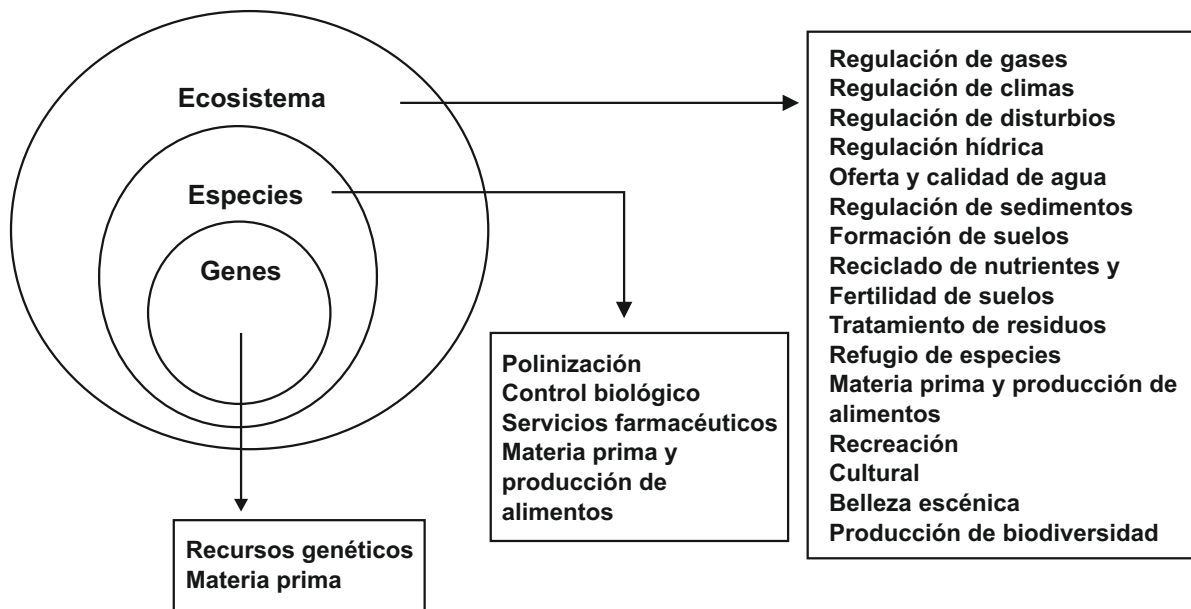 Ecosistema
Especies
Genes
Regulación de gases
Regulación de climas
Regulación de disturbios
Regulación hídrica
Oferta y calidad de agua
Regulación de sedimentos
Formación de suelos
Reciclado de nutrientes y
Fertilidad de suelos
Tratamiento de residuos
Refugio de especies
Materia prima y producción de
alimentos
Recreación
Cultural
Belleza escénica
Producción de biodiversidad
Polinización
Control biológico
Servicios farmacéuticos
Materia prima y
producción de
alimentos
Recursos genéticos
Materia prima